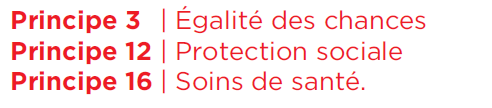 Principe 3 | Égalité des chances
Principe 12 | Protection sociale
Principe 16 | Soins de santé.